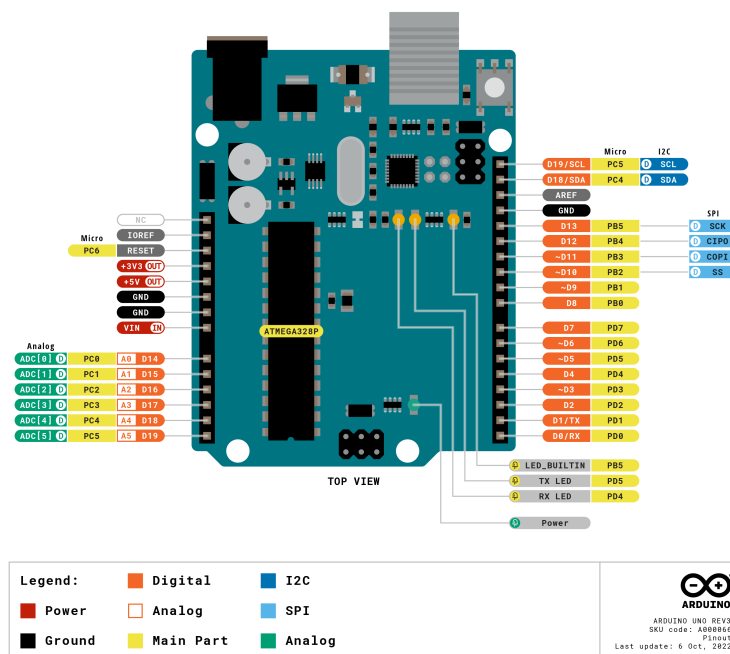 Micro I2C
D19/SCL PC5 D SCL
D18/SDA PC4 D SDA
AREF
GND
SPI
D13 PB5 D SCK
D12 PB4 D CIPO
~D11 PB3 D COPI
~D10 PB2 D SS
~D9 PB1
D8 PB0
D7 PD7
~D6 PD6
~D5 PD5
D4 PD4
~D3 PD3
D2 PD2
D1/TX PD1
D0/RX PD0
LED_BUILTIN PB5
TX LED PD5
RX LED PD4
Power
NC
IOREF
Micro
PC6 RESET
+3V3 OUT
+5V OUT
GND
GND
VIN IN
Analog
ADC[0] D PC0 A0 D14
ADC[1] D PC1 A1 D15
ADC[2] D PC2 A2 D16
ADC[3] D PC3 A3 D17
ADC[4] D PC4 A4 D18
ADC[5] D PC5 A5 D19
ATMEGA328P
TOP VIEW
Legend:
Digital
I2C
Power
Analog
SPI
Ground
Main Part
Analog
ARDUINO
ARDUINO UNO REV3
SKU code: A000066
Pinout
Last update: 6 Oct, 2022